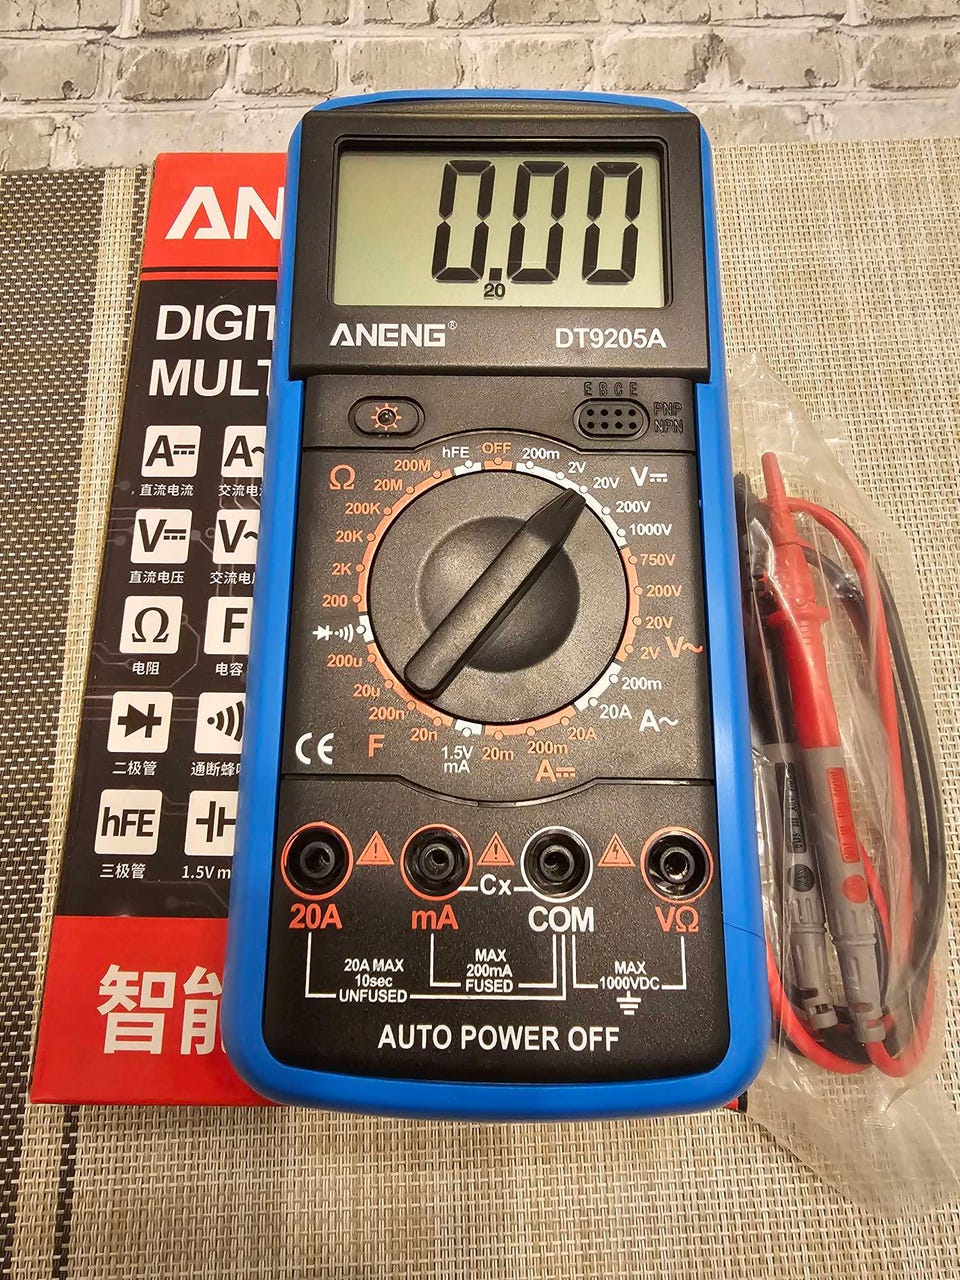 AN
DIGIT
MULT
A
直流电流
A~
交流电
V
直流电压
V~
交流电
Ω
电阻
F
电容
二极管
通断蜂
hFE
三极管
1.5V m
智能
0.00
20
ANENG®
DT9205A
E B C E
PNP
NPN
OFF
200m
2V
20V
200V
1000V
V
750V
200V
20V
2V
V~
200m
20A
A~
20A
200m
20m
A
1.5V
mA
20n
200n
20u
200u
F
200
2K
20K
200K
20M
200M
Ω
hFE
CE
20A
mA
Cx
COM
VΩ
20A MAX
10sec
UNFUSED
MAX
200mA
FUSED
MAX
1000VDC
AUTO POWER OFF